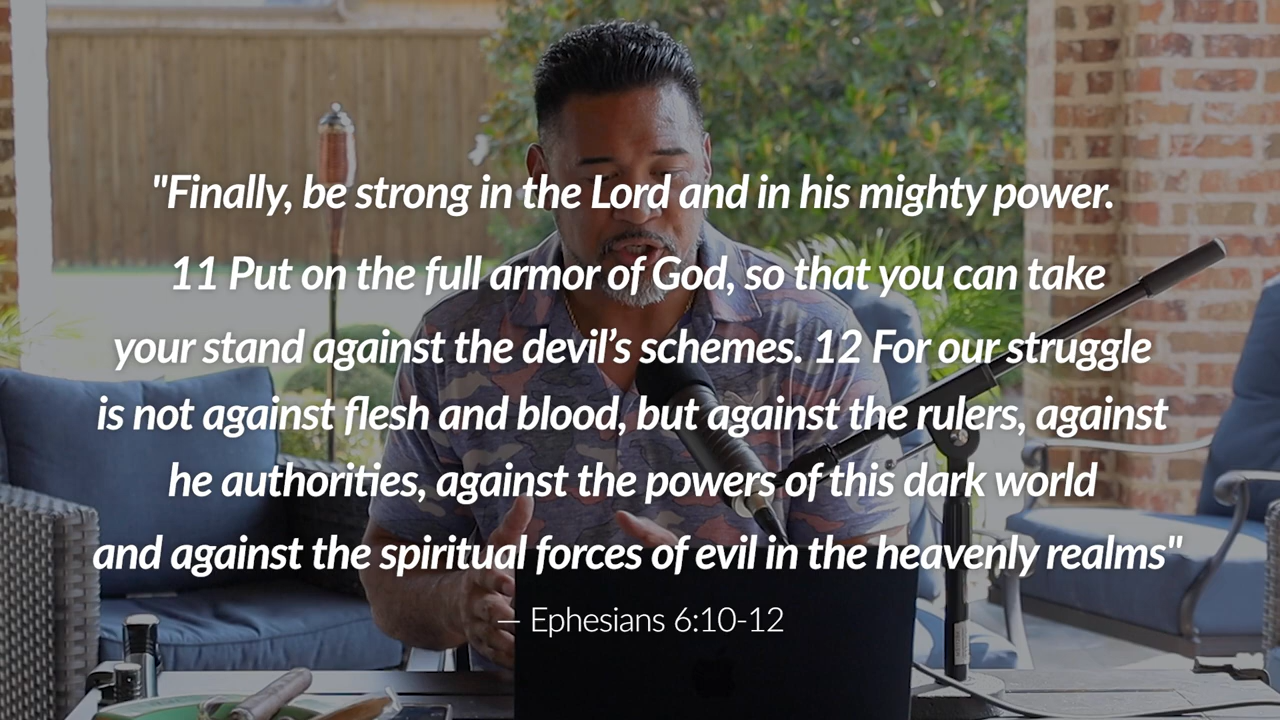 "Finally, be strong in the Lord and in his mighty power.
11 Put on the full armor of God, so that you can take
your stand against the devil’s schemes. 12 For our struggle
is not against flesh and blood, but against the rulers, against
he authorities, against the powers of this dark world
and against the spiritual forces of evil in the heavenly realms"
— Ephesians 6:10-12